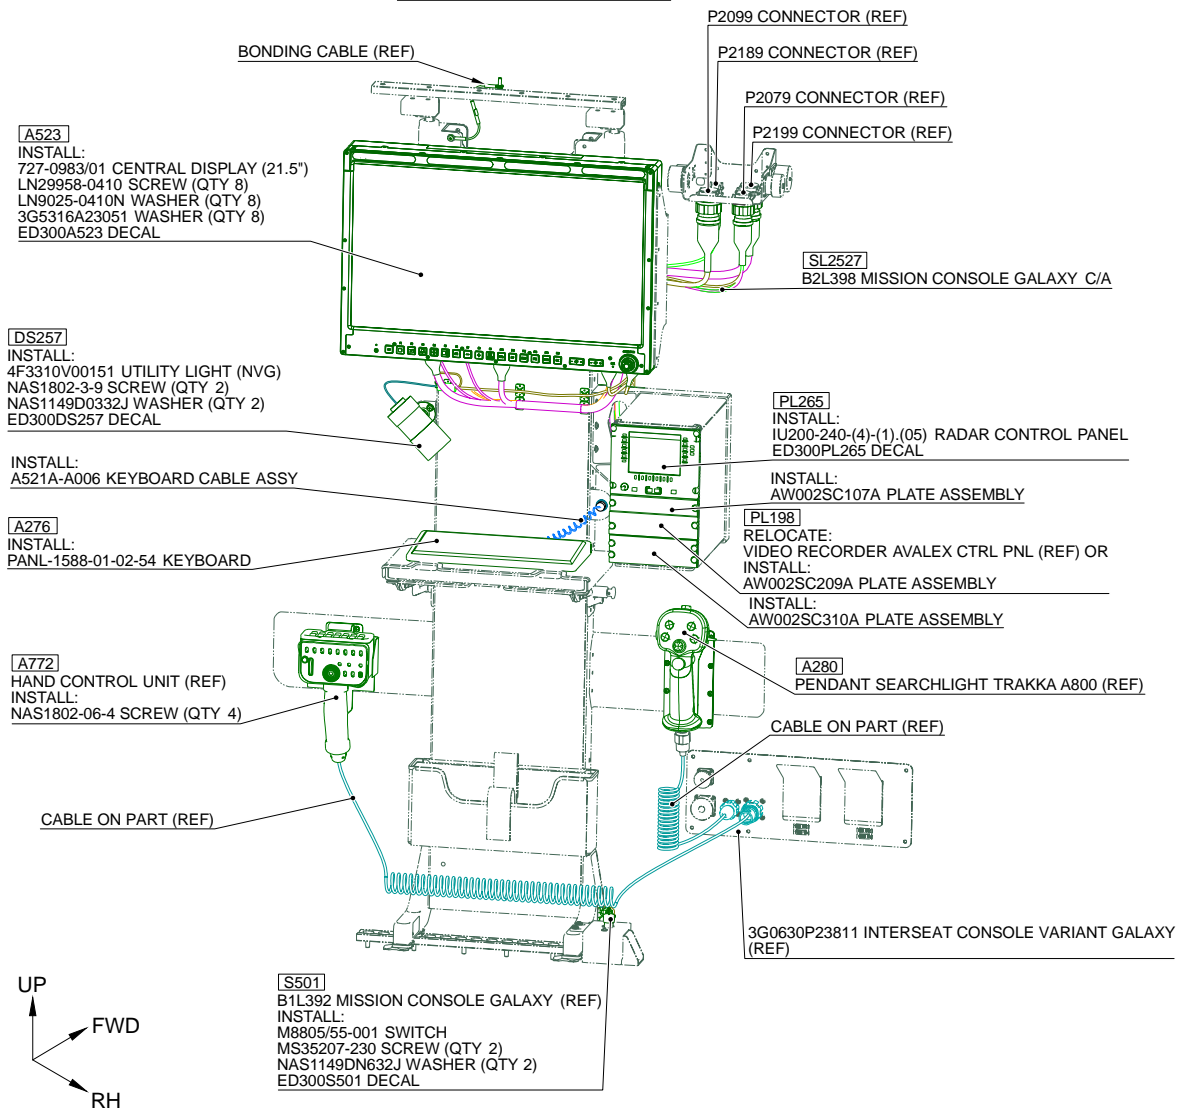 P2099 CONNECTOR (REF)
BONDING CABLE (REF)
P2189 CONNECTOR (REF)
P2079 CONNECTOR (REF)
P2199 CONNECTOR (REF)
A523
INSTALL:
727-0983/01 CENTRAL DISPLAY (21.5")
LN29958-0410 SCREW (QTY 8)
LN9025-0410N WASHER (QTY 8)
3G5316A23051 WASHER (QTY 8)
ED300A523 DECAL
SL2527
B2L398 MISSION CONSOLE GALAXY C/A
DS257
INSTALL:
4F3310V00151 UTILITY LIGHT (NVG)
NAS1802-3-9 SCREW (QTY 2)
NAS1149D0332J WASHER (QTY 2)
ED300DS257 DECAL
PL265
INSTALL:
IU200-240-(4)-(1).(05) RADAR CONTROL PANEL
ED300PL265 DECAL
INSTALL:
A521A-A006 KEYBOARD CABLE ASSY
INSTALL:
AW002SC107A PLATE ASSEMBLY
A276
INSTALL:
PANL-1588-01-02-54 KEYBOARD
PL198
RELOCATE:
VIDEO RECORDER AVALEX CTRL PNL (REF) OR
INSTALL:
AW002SC209A PLATE ASSEMBLY
INSTALL:
AW002SC310A PLATE ASSEMBLY
A772
HAND CONTROL UNIT (REF)
INSTALL:
NAS1802-06-4 SCREW (QTY 4)
A280
PENDANT SEARCHLIGHT TRAKKA A800 (REF)
CABLE ON PART (REF)
CABLE ON PART (REF)
3G0630P23811 INTERSEAT CONSOLE VARIANT GALAXY
(REF)
S501
B1L392 MISSION CONSOLE GALAXY (REF)
INSTALL:
M8805/55-001 SWITCH
MS35207-230 SCREW (QTY 2)
NAS1149DN632J WASHER (QTY 2)
ED300S501 DECAL
UP
FWD
RH